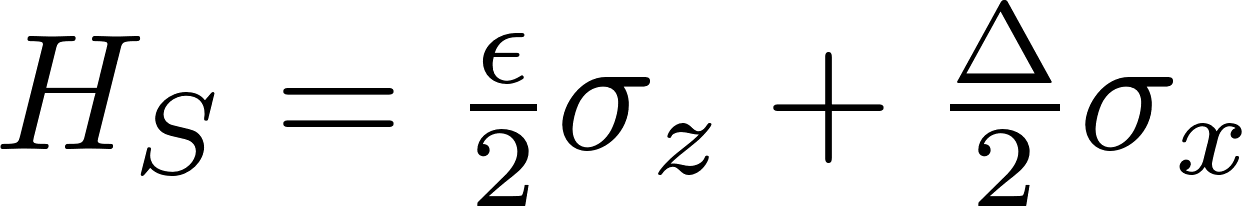 H_S = \frac{\epsilon}{2} \sigma_z + \frac{\Delta}{2} \sigma_x